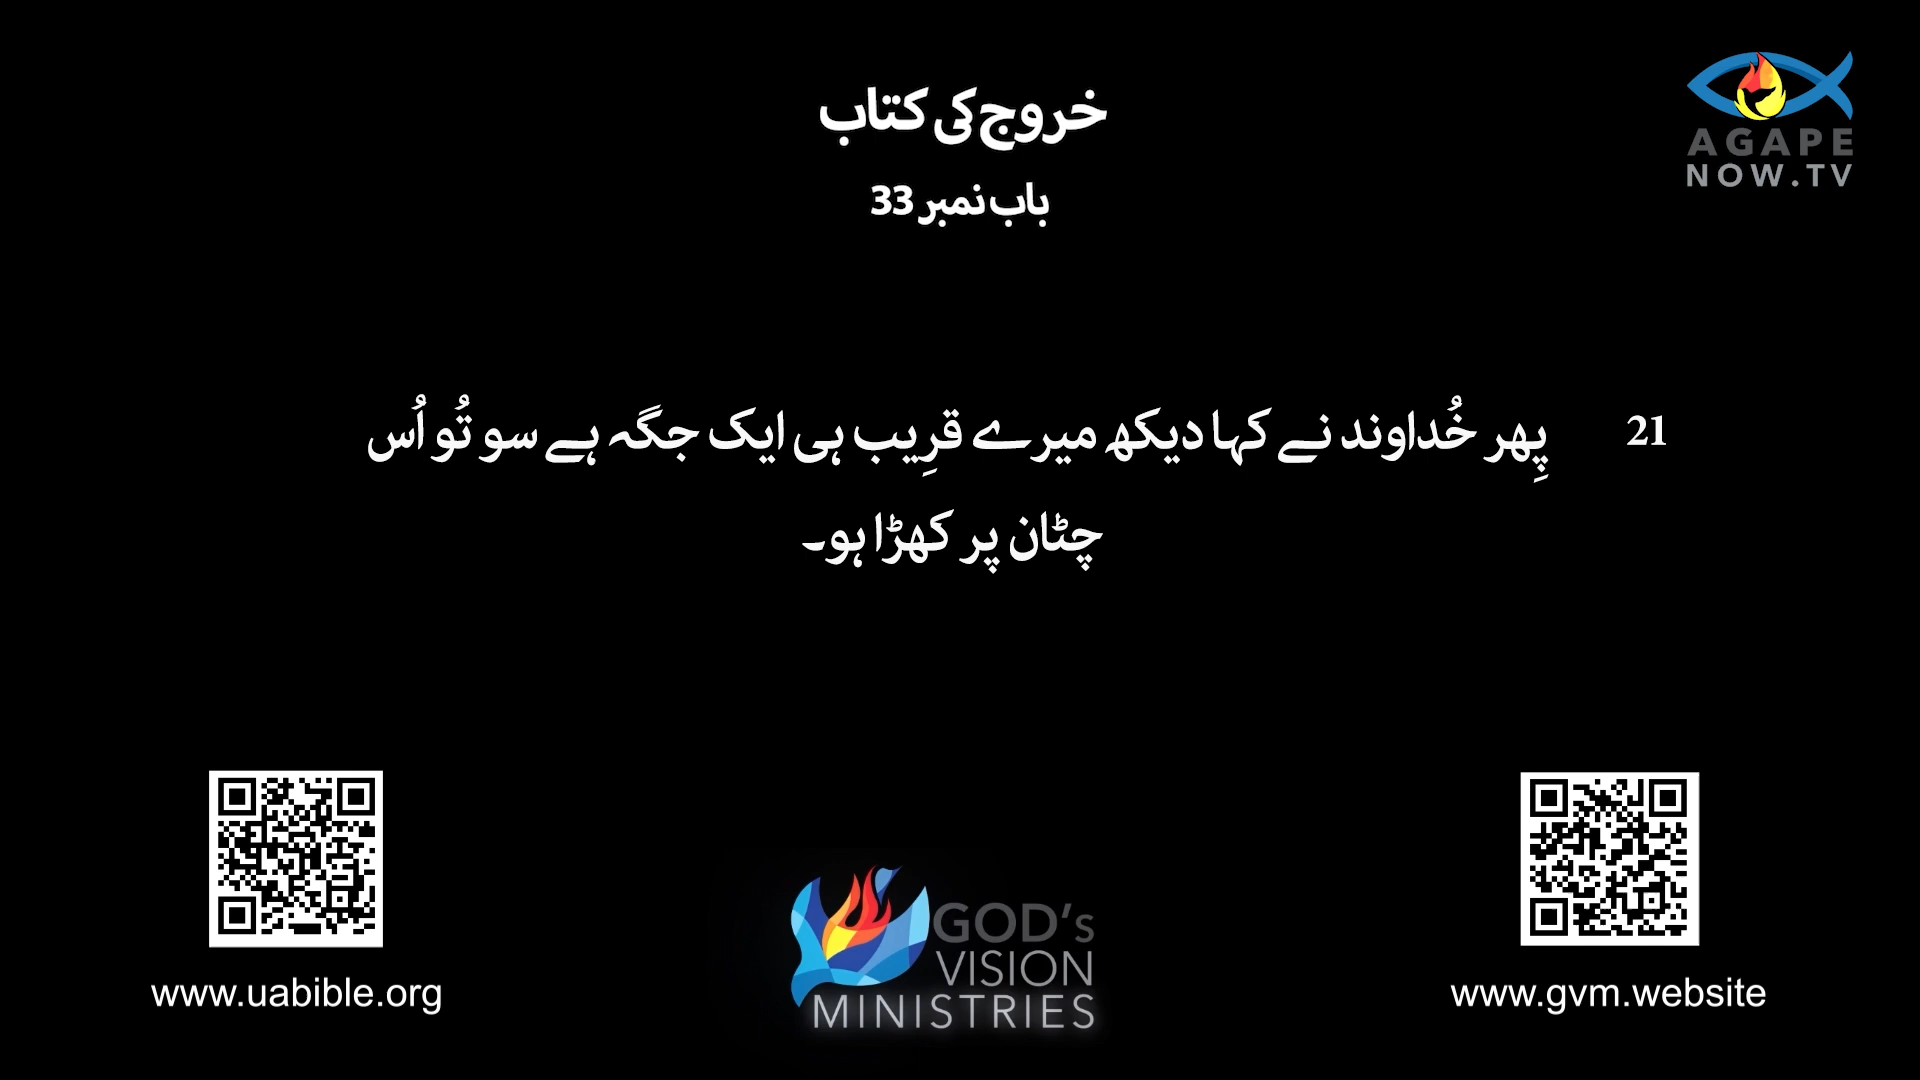 خروج کی کتاب
باب نمبر 33
AGAPE
NOW.TV
21 پِھر خُداوند نے کہا دیکھ میرے قرِیب ہی ایک جگہ ہے سو تُو اُس
چٹان پر کھڑا ہو۔
GOD's
VISION
MINISTRIES
www.uabible.org
www.gvm.website